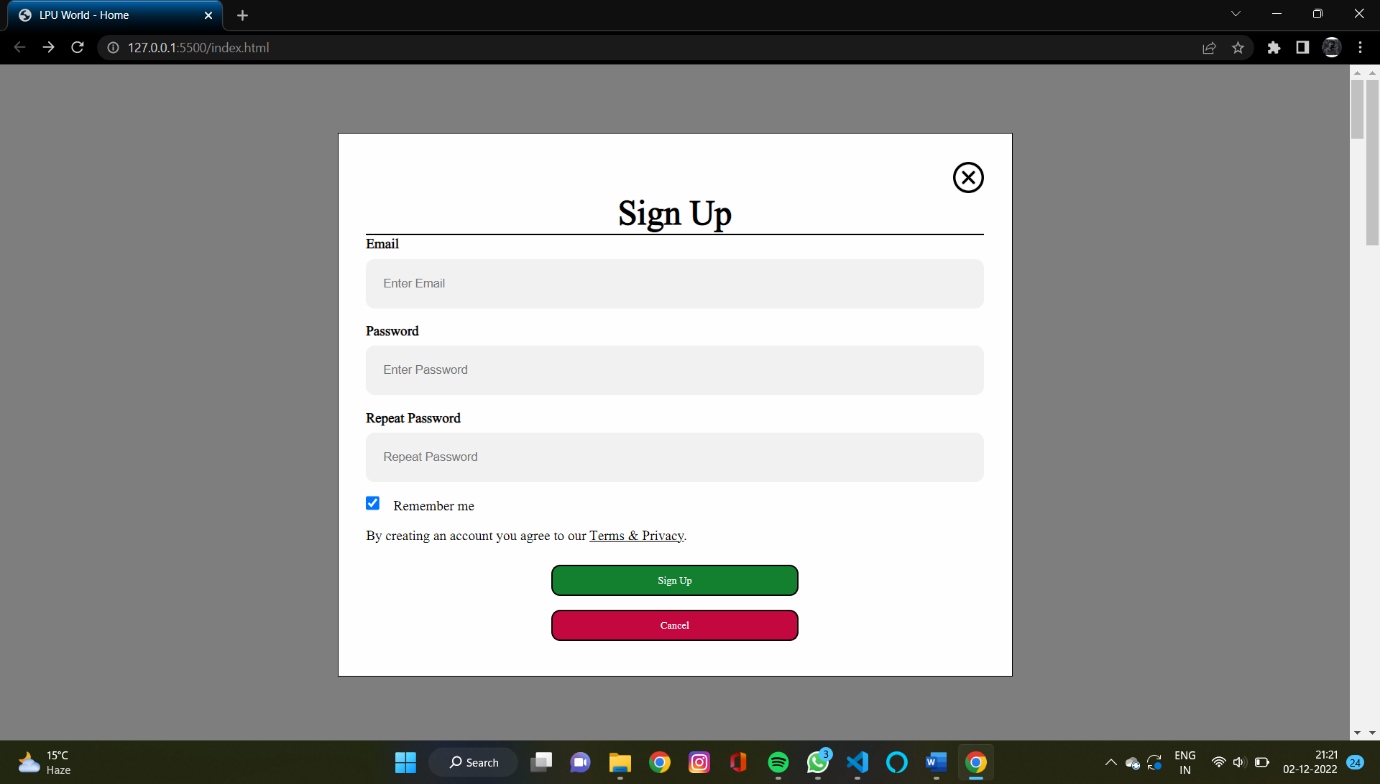 LPU World - Home
127.0.0.1:5500/index.html
Sign Up
Email
Enter Email
Password
Enter Password
Repeat Password
Repeat Password
Remember me
By creating an account you agree to our Terms & Privacy.
Sign Up
Cancel
15°C
Haze
Search
3
W
ENG
IN
21:21
02-12-2022
24